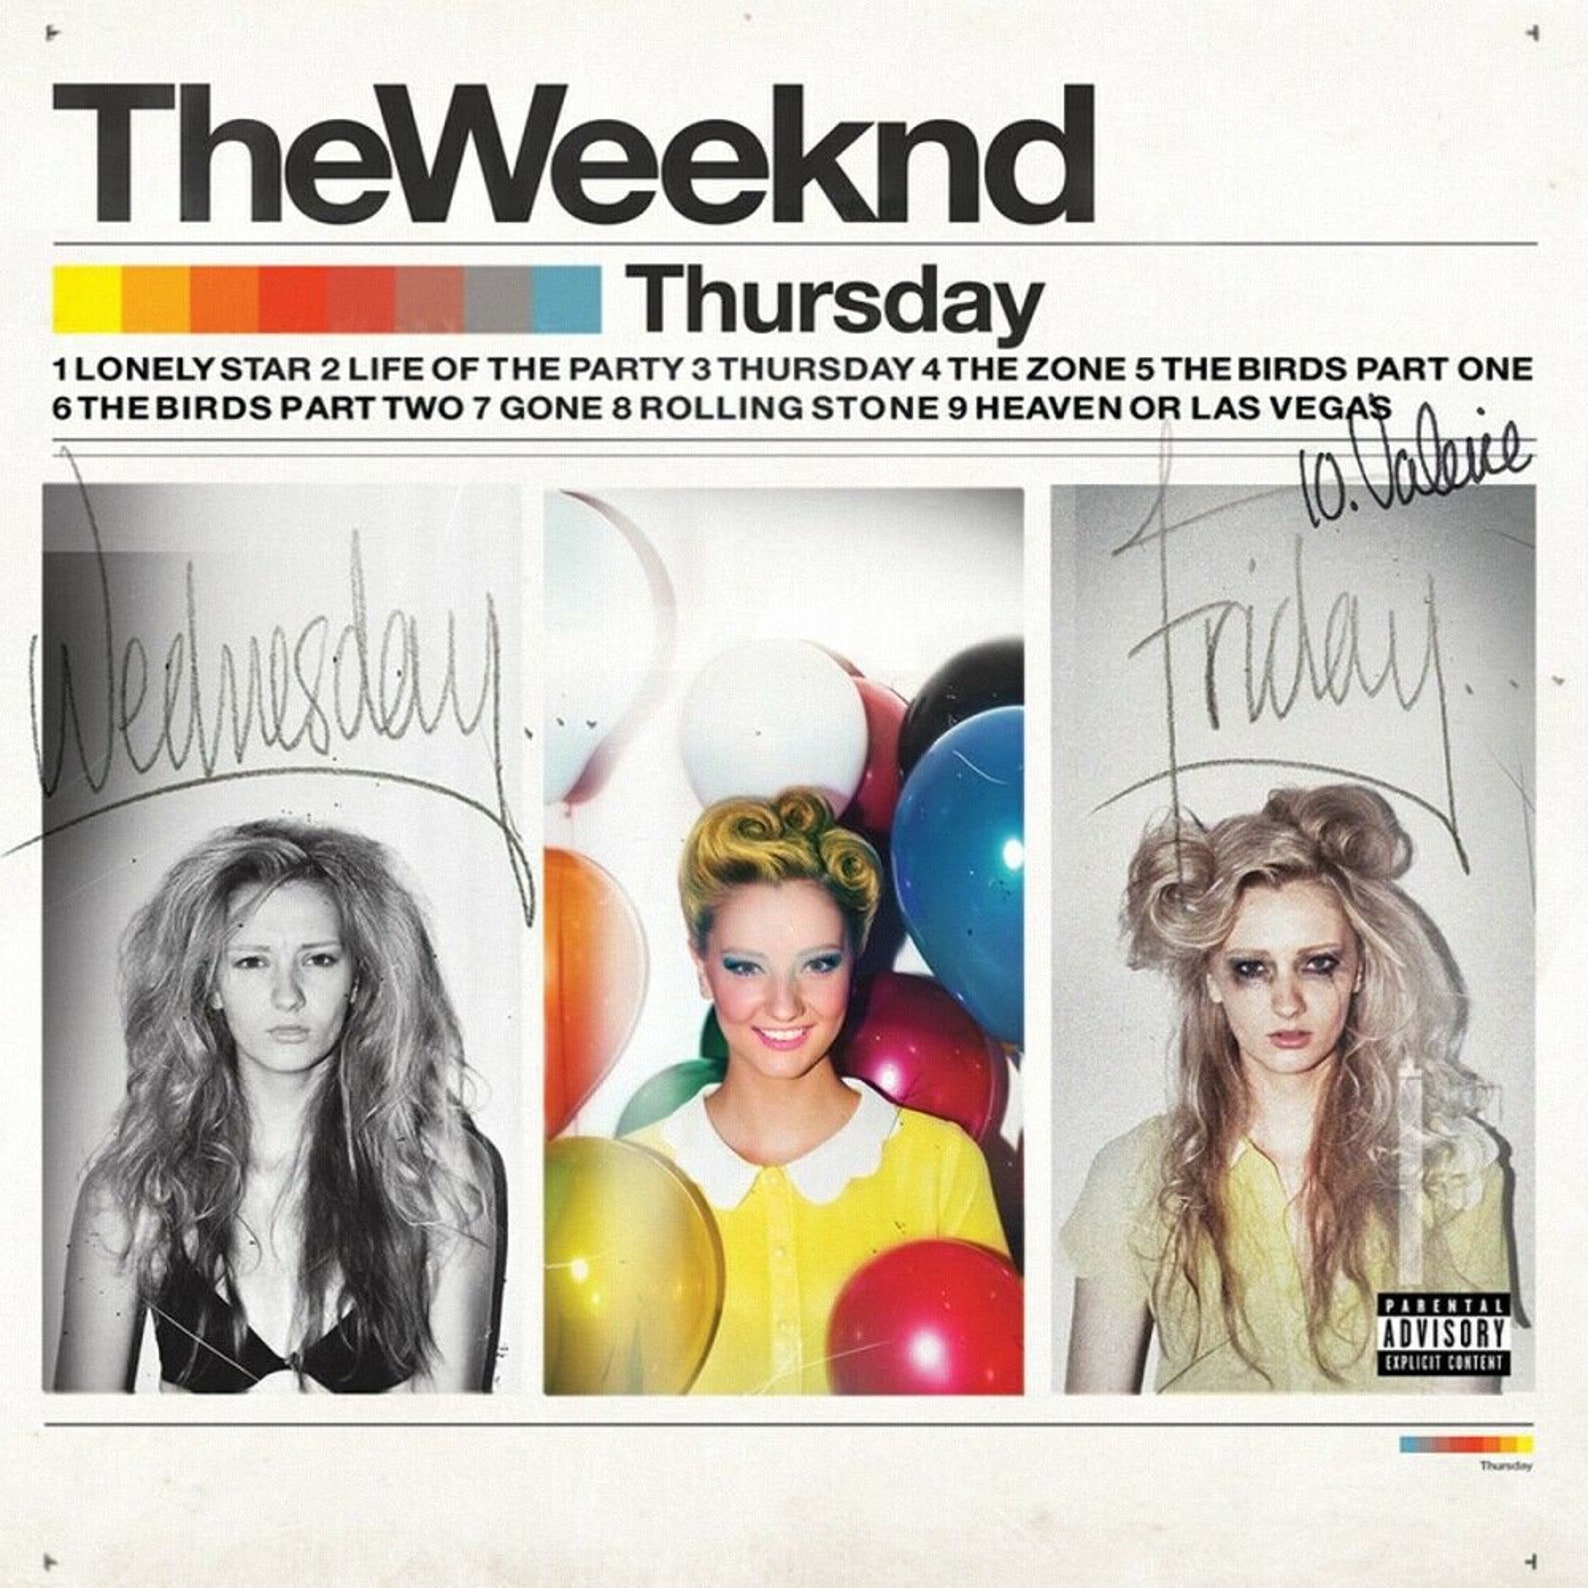 TheWeeknd
Thursday
1 LONELY STAR 2 LIFE OF THE PARTY 3 THURSDAY 4 THE ZONE 5 THE BIRDS PART ONE
6 THE BIRDS PART TWO 7 GONE 8 ROLLING STONE 9 HEAVEN OR LAS VEGAS
10. Valerie
Wednesday.
Friday...
PARENTAL
ADVISORY
EXPLICIT CONTENT
Thursday